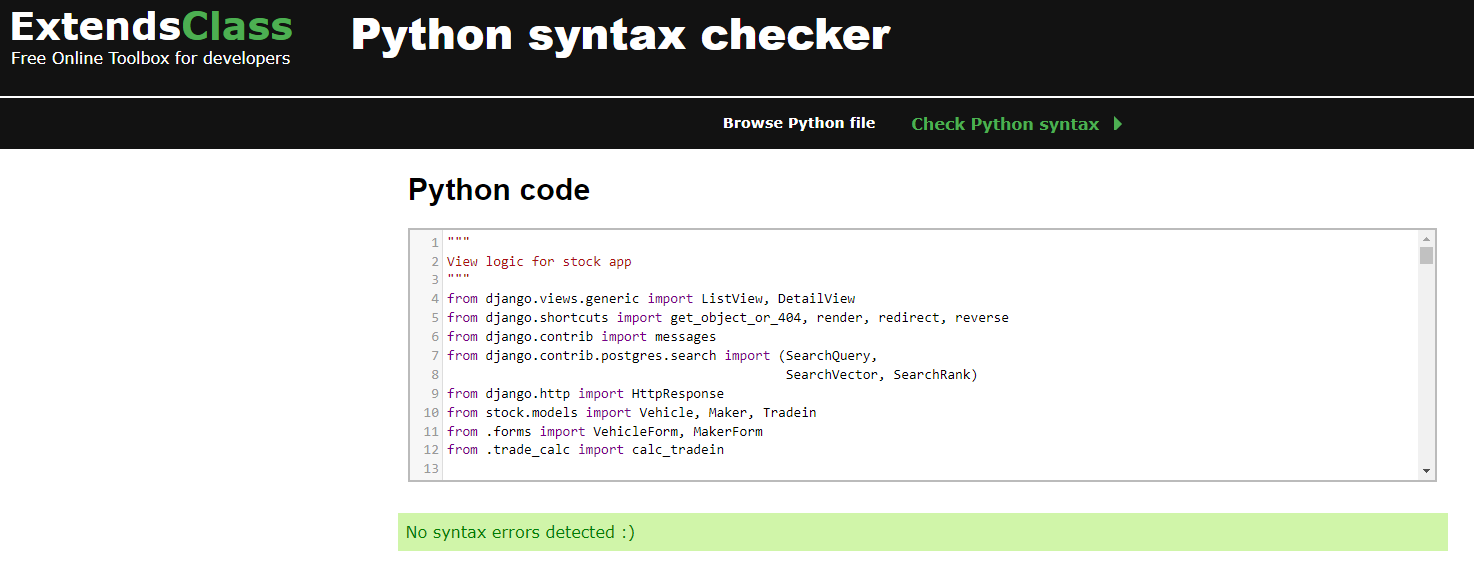 ExtendsClass
Free Online Toolbox for developers
Python syntax checker
Browse Python file
Check Python syntax
Python code
1 """
2 View logic for stock app
3 """
4 from django.views.generic import ListView, DetailView
5 from django.shortcuts import get_object_or_404, render, redirect, reverse
6 from django.contrib import messages
7 from django.contrib.postgres.search import (SearchQuery,
8 SearchVector, SearchRank)
9 from django.http import HttpResponse
10 from stock.models import Vehicle, Maker, Tradein
11 from .forms import VehicleForm, MakerForm
12 from .trade_calc import calc_tradein
13
No syntax errors detected :)